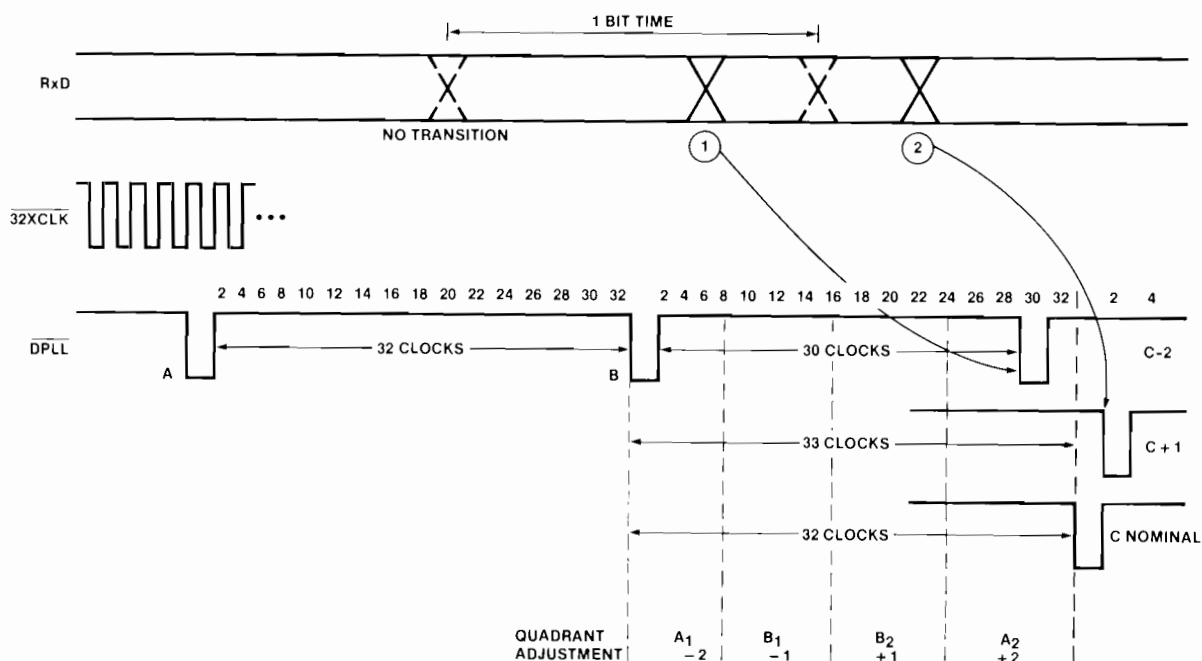 1 BIT TIME
RxD
NO TRANSITION
1
2
32XCLK
2 4 6 8 10 12 14 16 18 20 22 24 26 28 30 32 2 4 6 8 10 12 14 16 18 20 22 24 26 28 30 32 2 4
DPLL
A
32 CLOCKS
B
30 CLOCKS
C-2
33 CLOCKS
C + 1
32 CLOCKS
C NOMINAL
QUADRANT A1 B1 B2 A2
ADJUSTMENT -2 -1 +1 +2